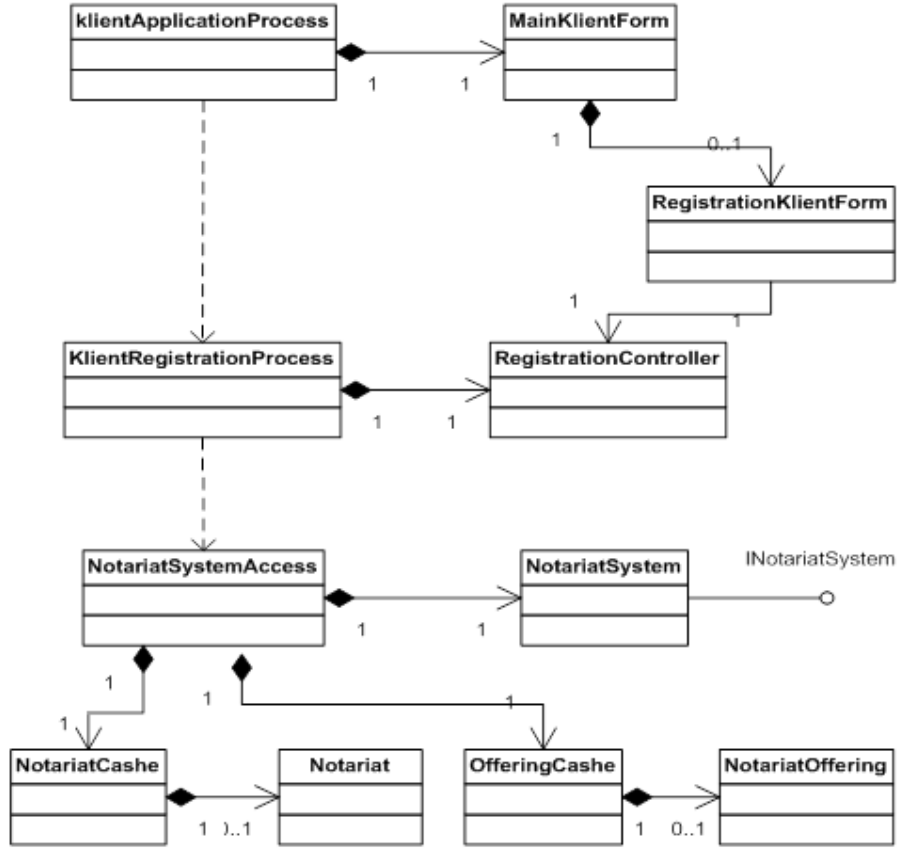 klientApplicationProcess
MainKlientForm
1
1
1
0..1
RegistrationKlientForm
1
1
KlientRegistrationProcess
RegistrationController
1
1
NotariatSystemAccess
NotariatSystem
INotariatSystem
1
1
1
1
1
1
NotariatCashe
Notariat
OfferingCashe
NotariatOffering
1
)..1
1
0..1